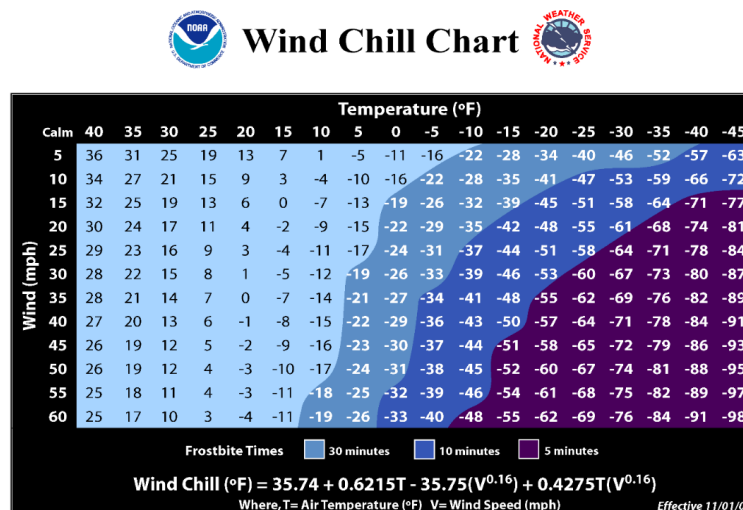 NOAA
NATIONAL OCEANIC AND ATMOSPHERIC ADMINISTRATION
U.S. DEPARTMENT OF COMMERCE
Wind Chill Chart
NATIONAL WEATHER SERVICE
Temperature (ºF)
Calm 40 35 30 25 20 15 10 5 0 -5 -10 -15 -20 -25 -30 -35 -40 -45
Wind (mph)
5 36 31 25 19 13 7 1 -5 -11 -16 -22 -28 -34 -40 -46 -52 -57 -63
10 34 27 21 15 9 3 -4 -10 -16 -22 -28 -35 -41 -47 -53 -59 -66 -72
15 32 25 19 13 6 0 -7 -13 -19 -26 -32 -39 -45 -51 -58 -64 -71 -77
20 30 24 17 11 4 -2 -9 -15 -22 -29 -35 -42 -48 -55 -61 -68 -74 -81
25 29 23 16 9 3 -4 -11 -17 -24 -31 -37 -44 -51 -58 -64 -71 -78 -84
30 28 22 15 8 1 -5 -12 -19 -26 -33 -39 -46 -53 -60 -67 -73 -80 -87
35 28 21 14 7 0 -7 -14 -21 -27 -34 -41 -48 -55 -62 -69 -76 -82 -89
40 27 20 13 6 -1 -8 -15 -22 -29 -36 -43 -50 -57 -64 -71 -78 -84 -91
45 26 19 12 5 -2 -9 -16 -23 -30 -37 -44 -51 -58 -65 -72 -79 -86 -93
50 26 19 12 4 -3 -10 -17 -24 -31 -38 -45 -52 -60 -67 -74 -81 -88 -95
55 25 18 11 4 -3 -11 -18 -25 -32 -39 -46 -54 -61 -68 -75 -82 -89 -97
60 25 17 10 3 -4 -11 -19 -26 -33 -40 -48 -55 -62 -69 -76 -84 -91 -98
Frostbite Times 30 minutes 10 minutes 5 minutes
Wind Chill (ºF) = 35.74 + 0.6215T - 35.75(V^0.16) + 0.4275T(V^0.16)
Where, T= Air Temperature (ºF) V= Wind Speed (mph) Effective 11/01/0